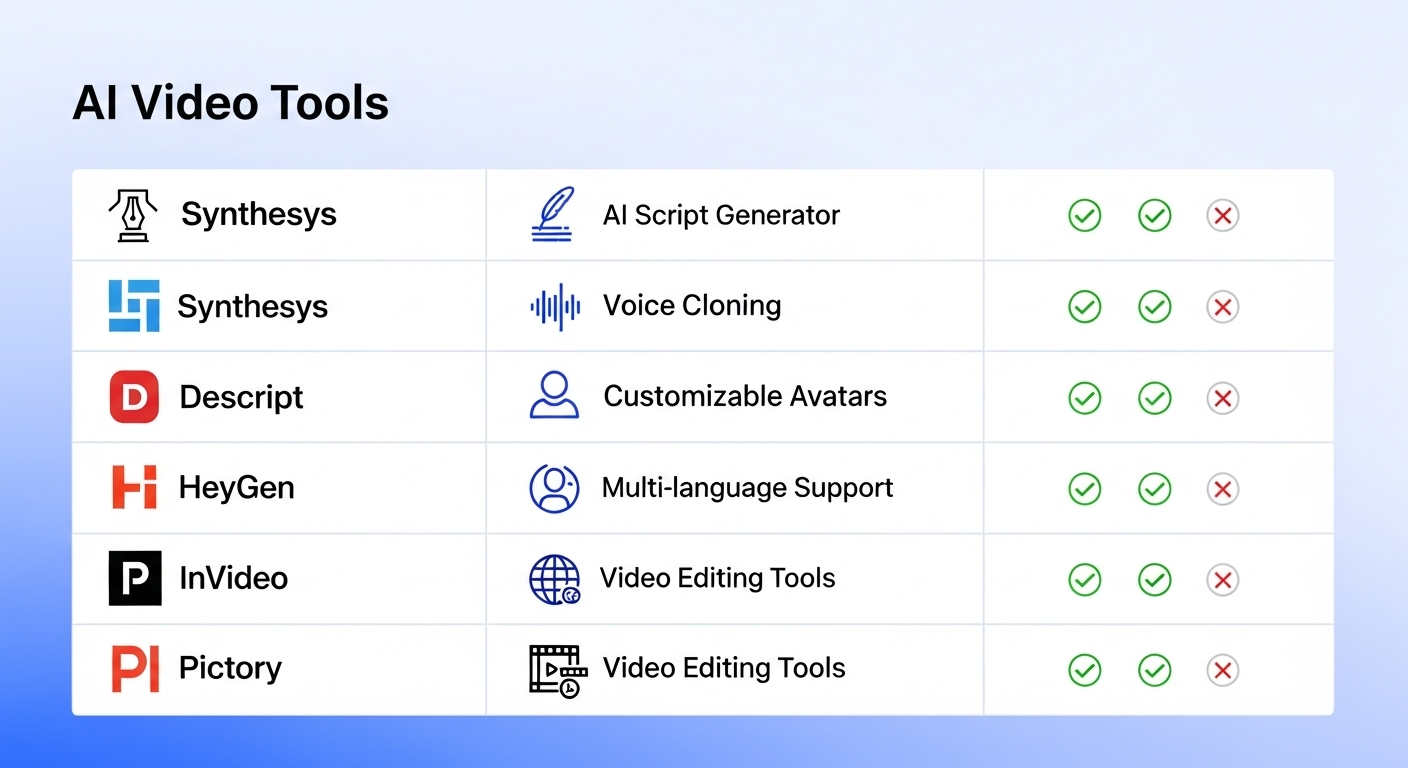 AI Video Tools
Synthesys AI Script Generator
Synthesys Voice Cloning
D Descript Customizable Avatars
HeyGen Multi-language Support
P InVideo Video Editing Tools
PI Pictory Video Editing Tools